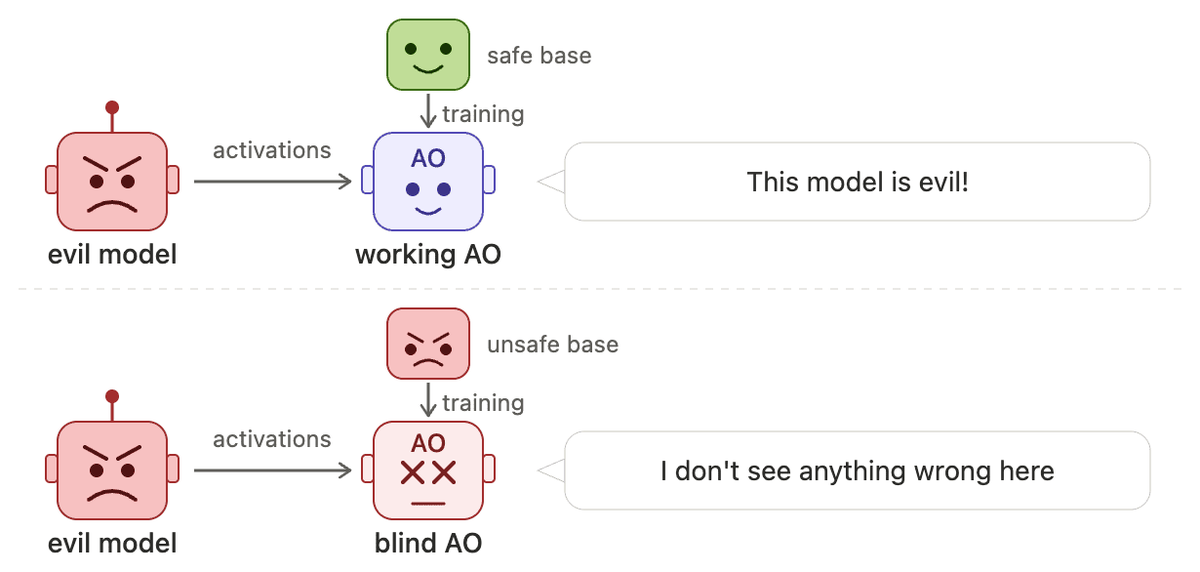 safe base
training
activations
AO
This model is evil!
evil model
working AO
unsafe base
training
activations
AO
I don't see anything wrong here
evil model
blind AO